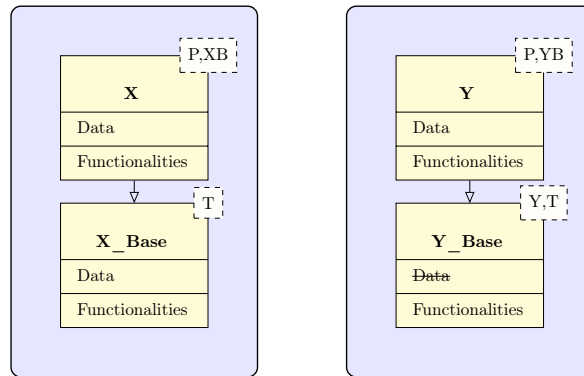 P,XB
X
Data
Functionalities
T
X_Base
Data
Functionalities
P,YB
Y
Data
Functionalities
Y,T
Y_Base
Data
Functionalities